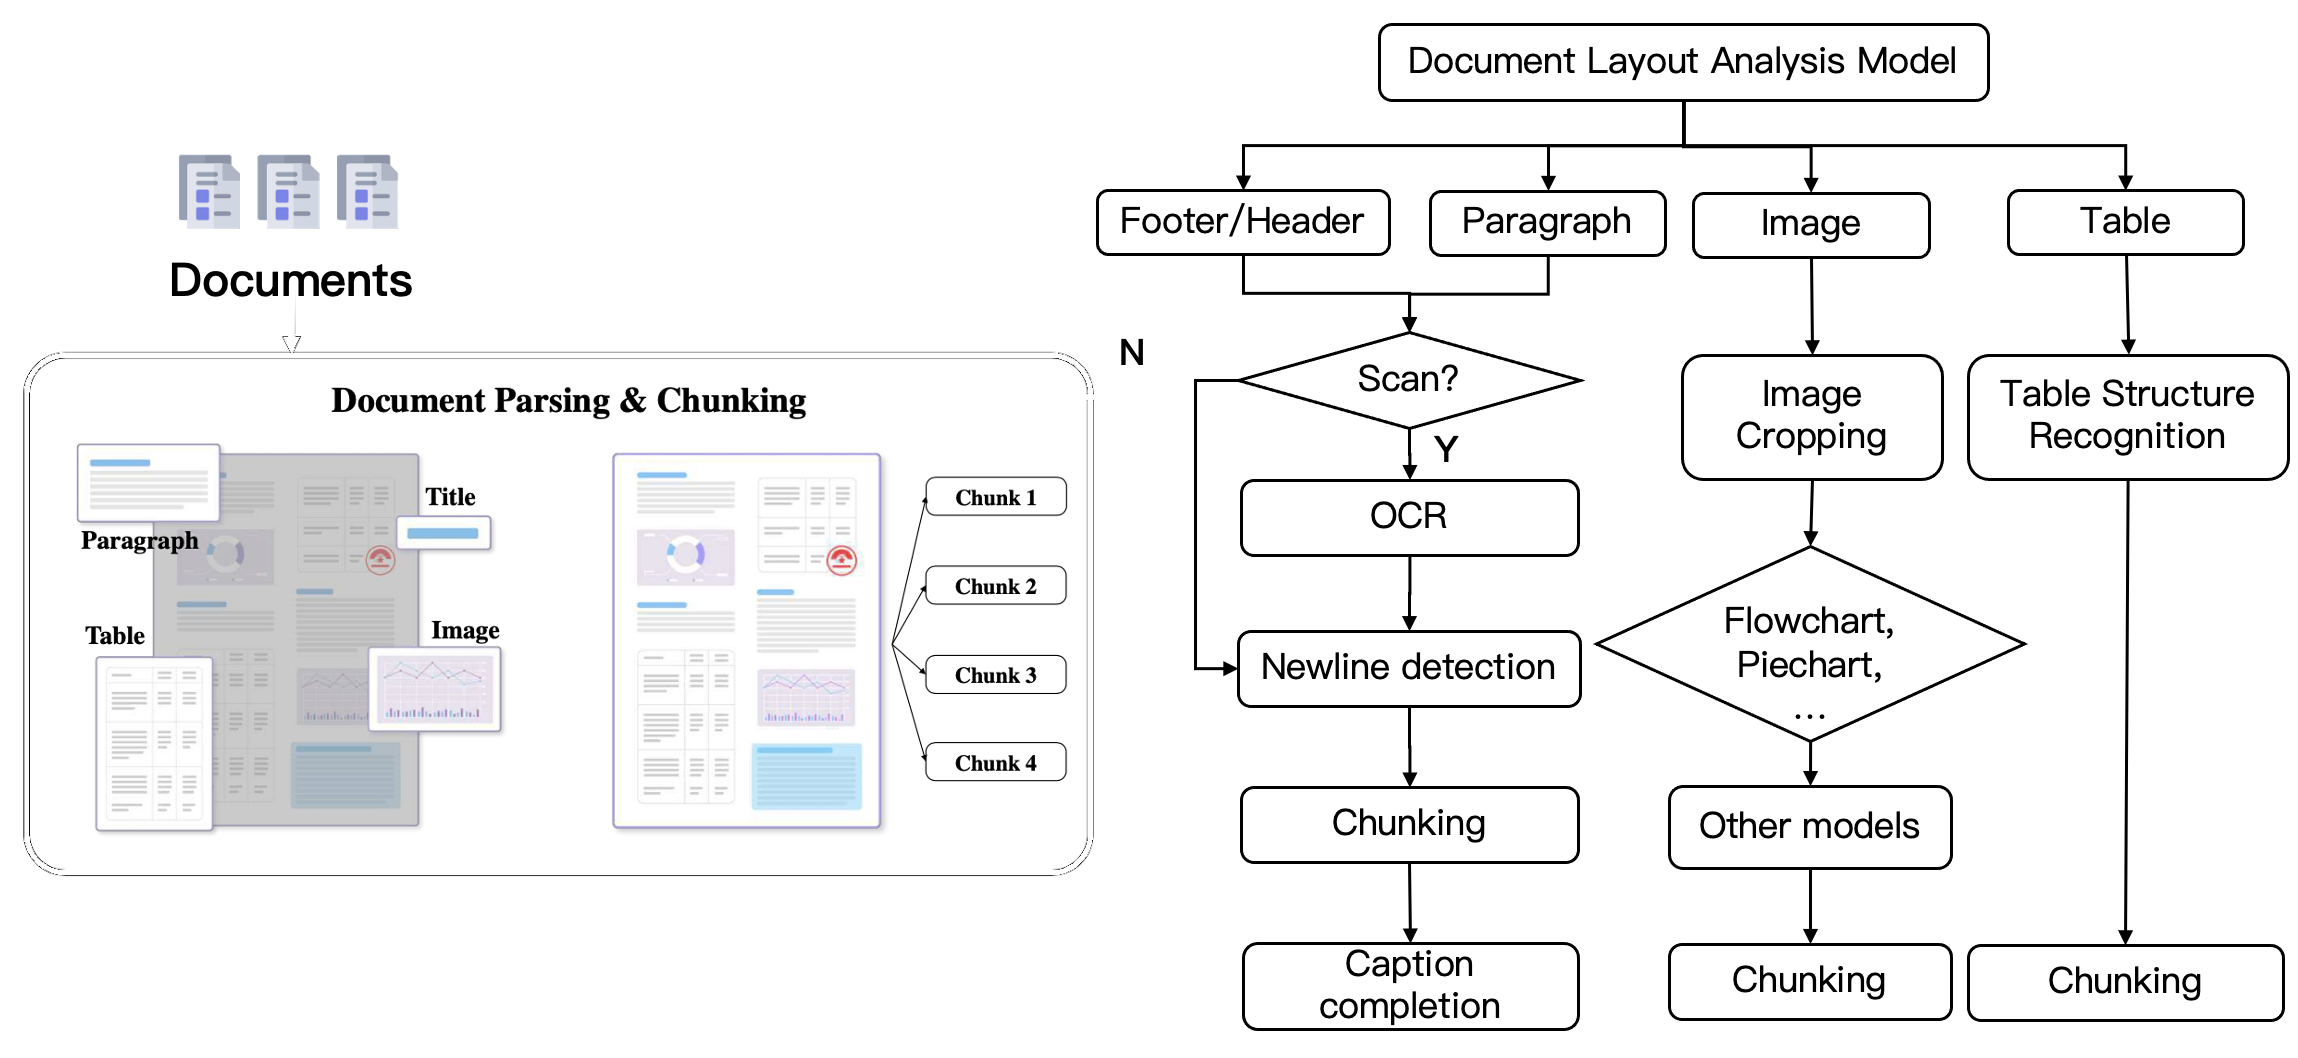 Documents
Document Parsing & Chunking
Paragraph
Title
Table
Image
Chunk 1
Chunk 2
Chunk 3
Chunk 4
Document Layout Analysis Model
Footer/Header
Paragraph
Image
Table
N
Scan?
Y
OCR
Newline detection
Chunking
Caption
completion
Image
Cropping
Flowchart,
Piechart,
...
Other models
Chunking
Table Structure
Recognition
Chunking